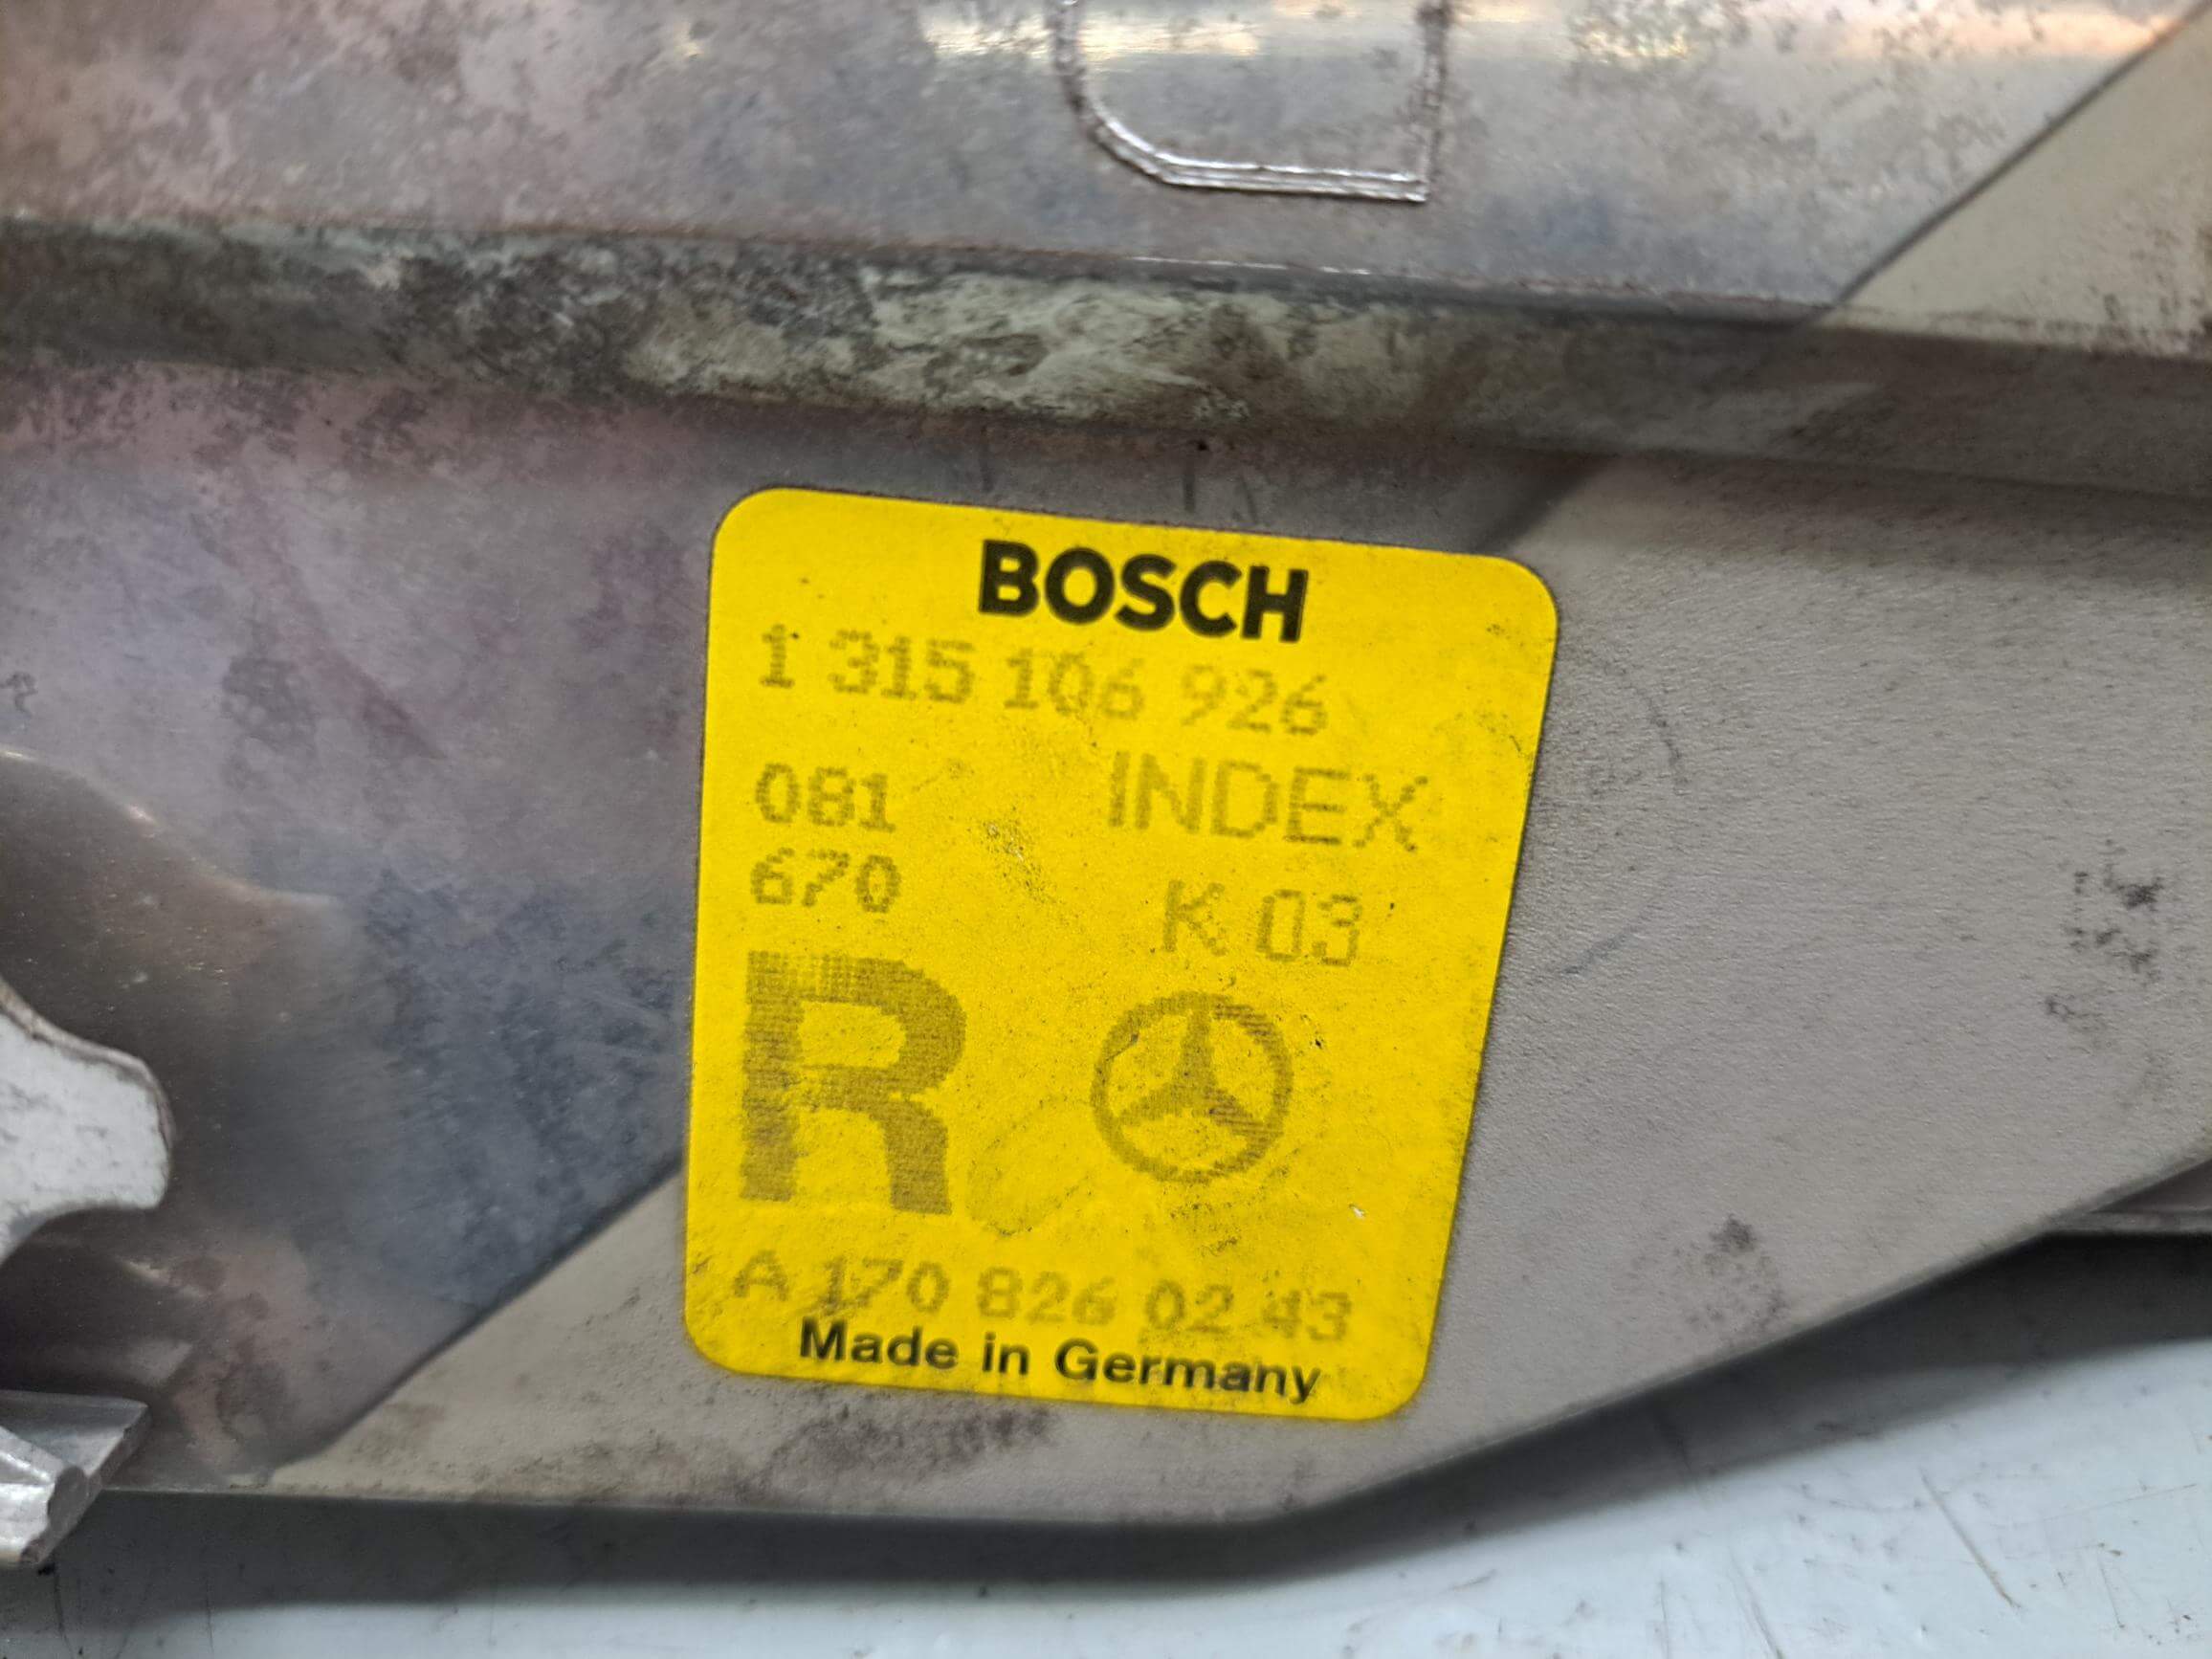 BOSCH
1 315 106 926
081 INDEX
670 K 03
R
A 170 826 02 43
Made in Germany